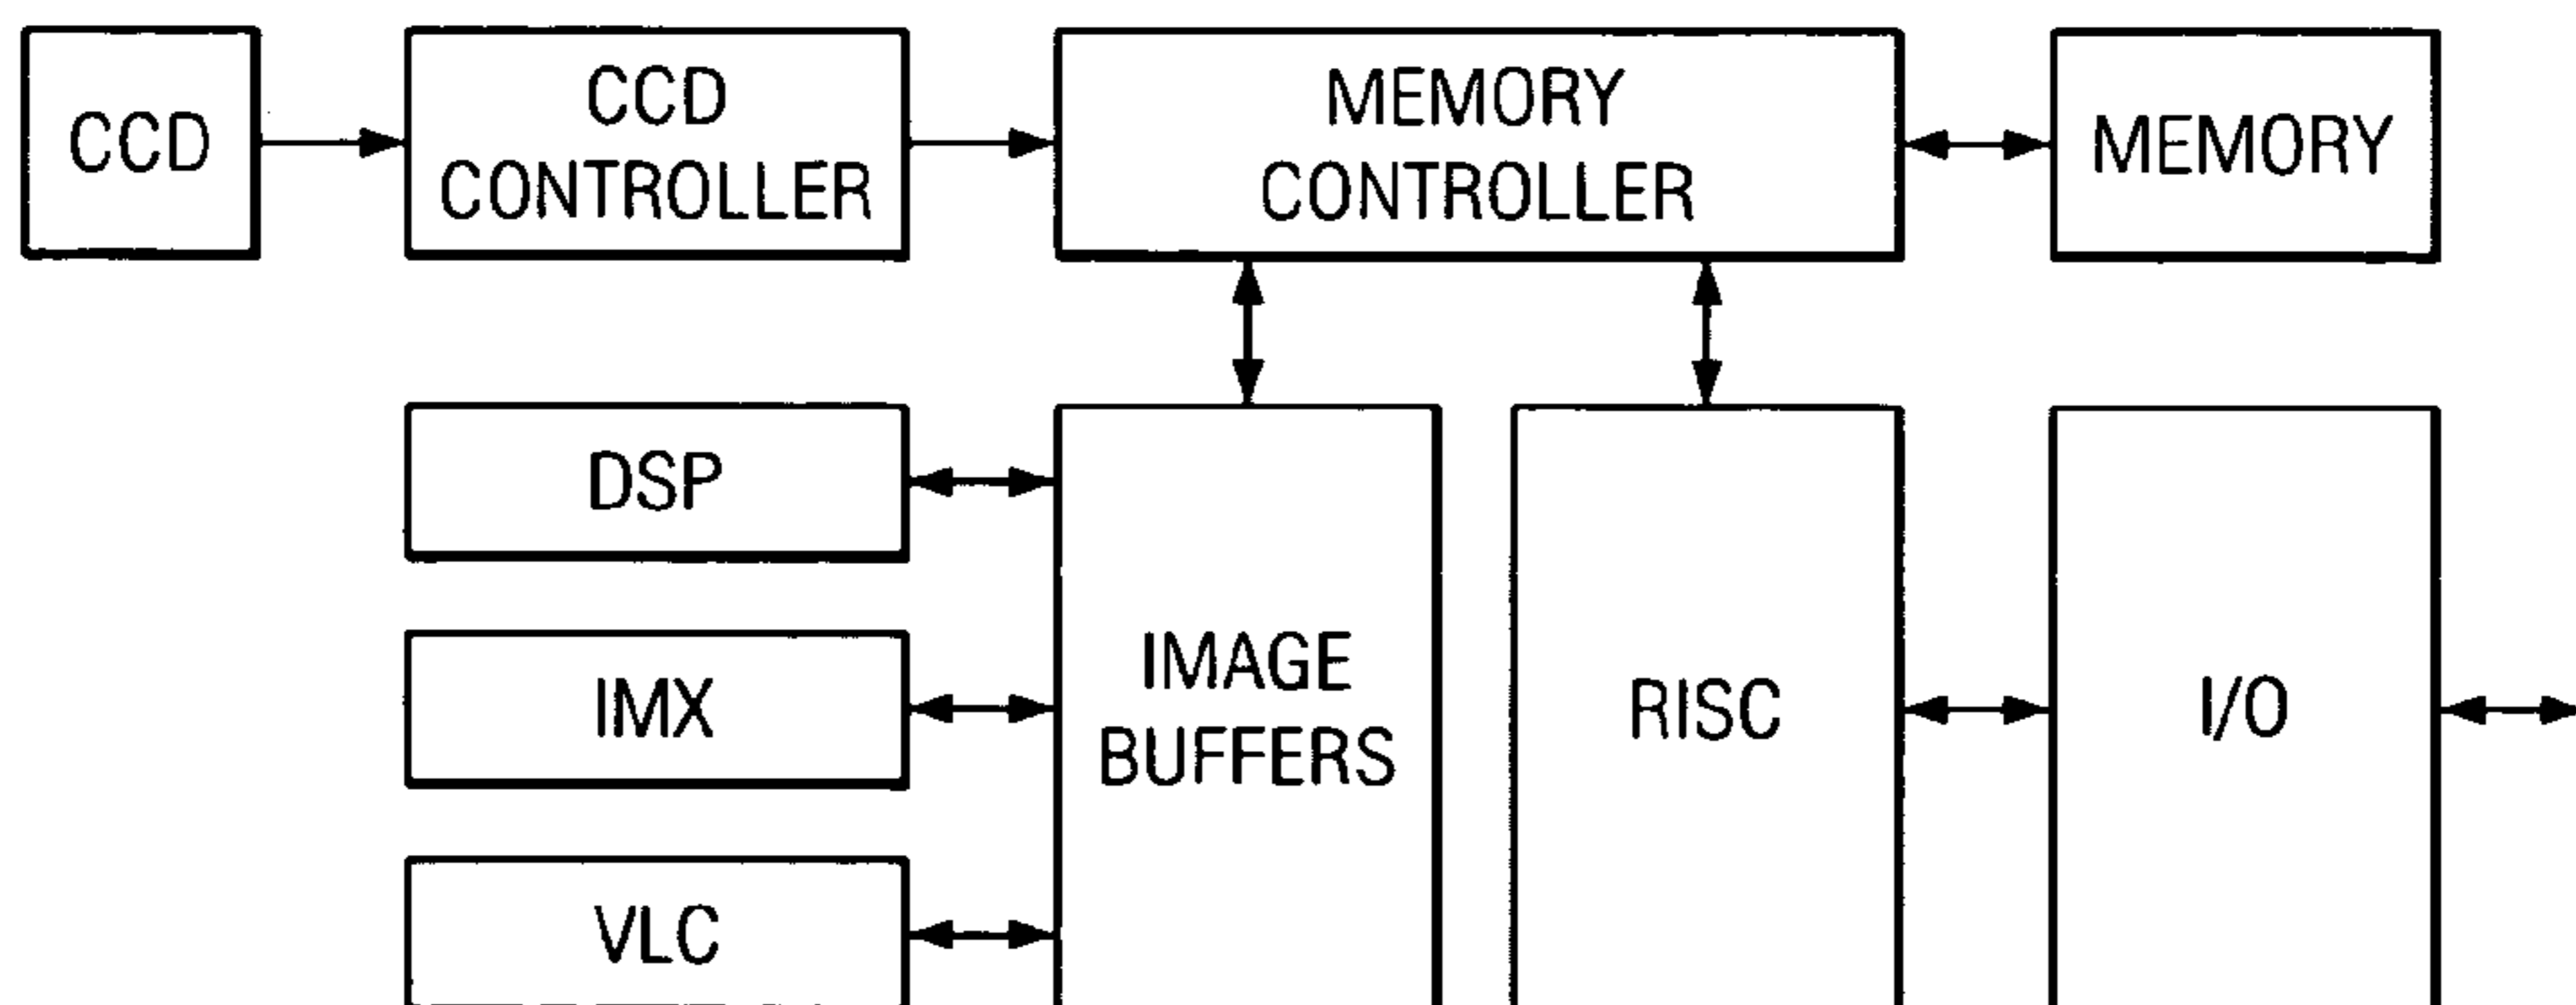 CCD
CCD
CONTROLLER
MEMORY
CONTROLLER
MEMORY
DSP
IMX
VLC
IMAGE
BUFFERS
RISC
I/O